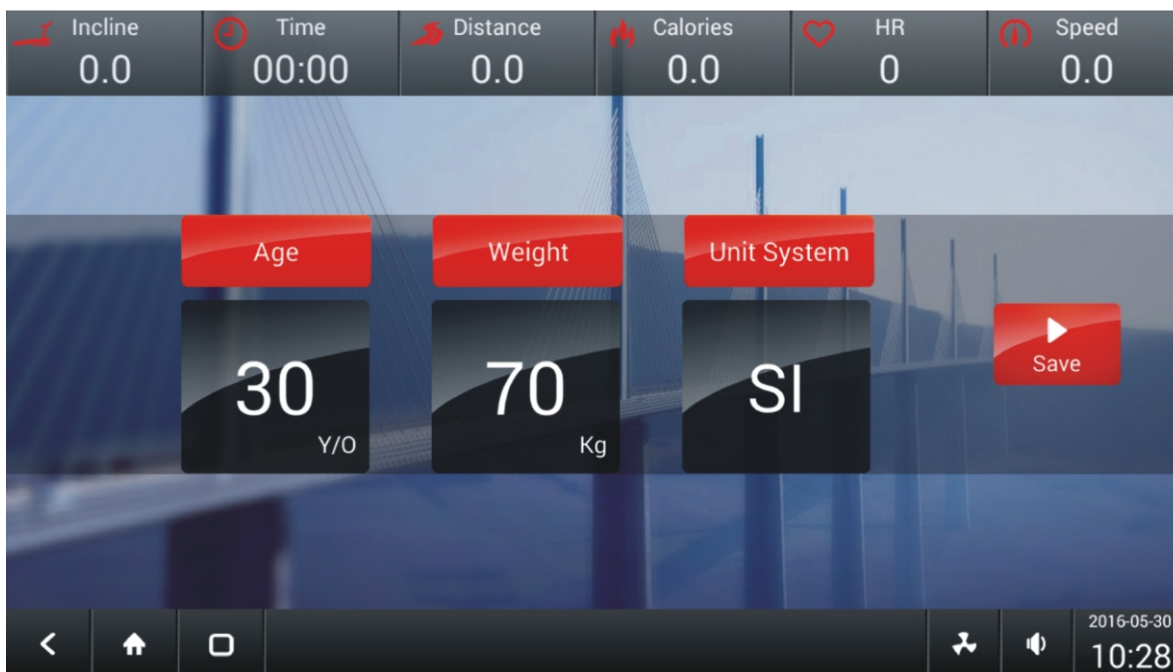 Incline Time Distance Calories HR Speed
0.0 00:00 0.0 0.0 0 0.0
Age Weight Unit System
30 70 SI
Y/O Kg
Save
2016-05-30
10:28